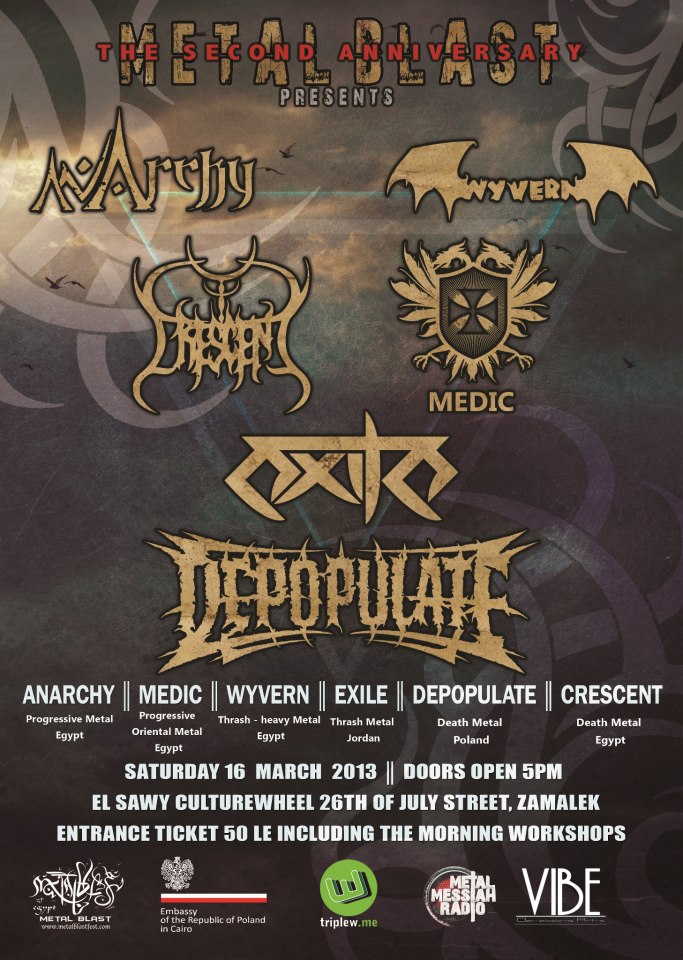 METAL BLAST
THE SECOND ANNIVERSARY
PRESENTS
Anarchy
WYVERN
CRESCENT
MEDIC
EXILE
DEPOPULATE
ANARCHY || MEDIC || WYVERN || EXILE || DEPOPULATE || CRESCENT
Progressive Metal
Egypt
Progressive
Oriental Metal
Egypt
Thrash - heavy Metal
Egypt
Thrash Metal
Jordan
Death Metal
Poland
Death Metal
Egypt
SATURDAY 16 MARCH 2013 || DOORS OPEN 5PM
EL SAWY CULTUREWHEEL 26TH OF JULY STREET, ZAMALEK
ENTRANCE TICKET 50 LE INCLUDING THE MORNING WORKSHOPS
METAL BLAST
www.metalblastfest.com
Embassy
of the Republic of Poland
in Cairo
triplew.me
METAL
MESSIAH
RADIO
VIBE